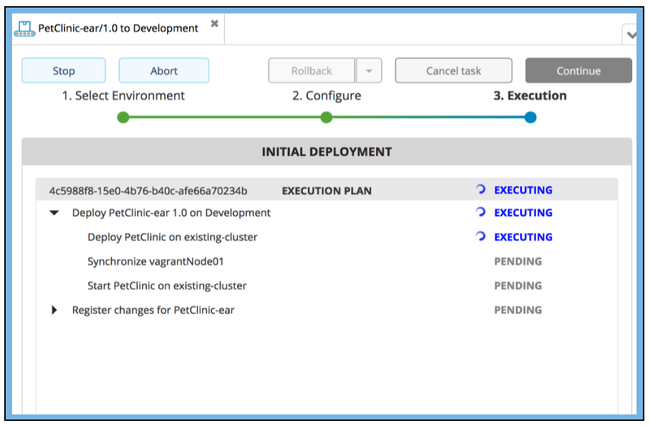 PetClinic-ear/1.0 to Development
Stop Abort Rollback Cancel task Continue
1. Select Environment 2. Configure 3. Execution
INITIAL DEPLOYMENT
4c5988f8-15e0-4b76-b40c-afe66a70234b EXECUTION PLAN EXECUTING
Deploy PetClinic-ear 1.0 on Development EXECUTING
Deploy PetClinic on existing-cluster EXECUTING
Synchronize vagrantNode01 PENDING
Start PetClinic on existing-cluster PENDING
Register changes for PetClinic-ear PENDING